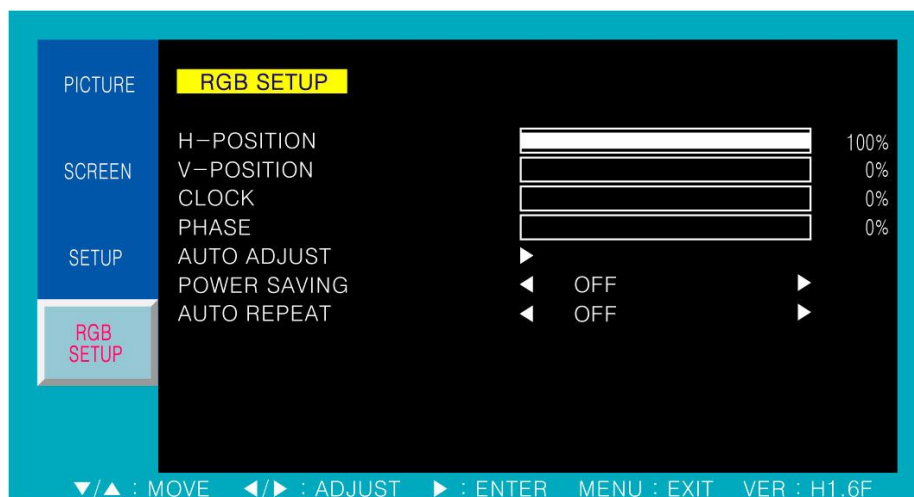 PICTURE
SCREEN
SETUP
RGB
SETUP
RGB SETUP
H-POSITION 100%
V-POSITION 0%
CLOCK 0%
PHASE 0%
AUTO ADJUST ▶
POWER SAVING ◀ OFF ▶
AUTO REPEAT ◀ OFF ▶
▼/▲ : MOVE ◀/▶ : ADJUST ▶ : ENTER MENU : EXIT VER : H1.6F